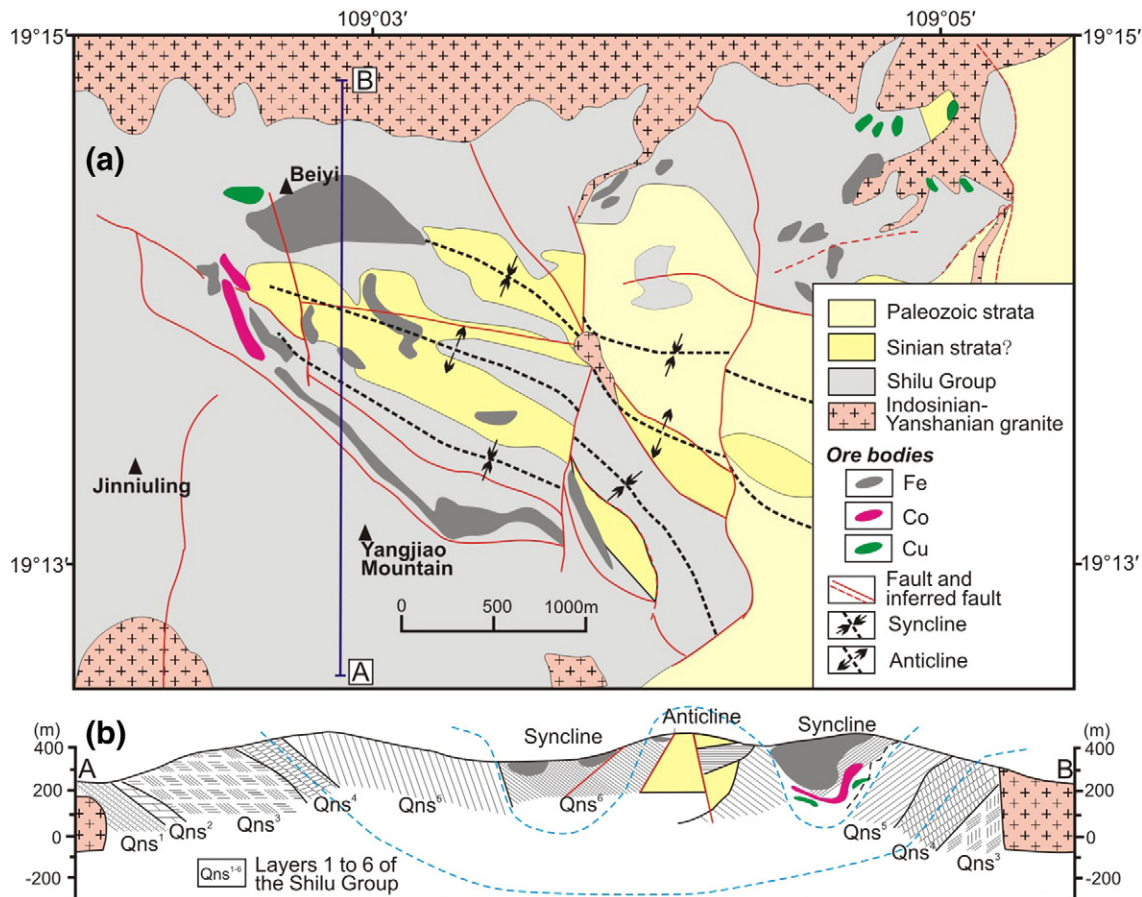 109°03′ 109°05′
19°15′ 19°15′
B
(a)
Beiyi
Paleozoic strata
Sinian strata?
Shilu Group
Indosinian-
Yanshanian granite
Ore bodies
Fe
Co
Cu
Jinniuling
Yangjiao
Mountain
19°13′ 19°13′
Fault and
inferred fault
0 500 1000m
Syncline
Anticline
A
(b)
(m) Syncline Anticline Syncline (m)
400 400
A B
200 200
0 0
-200 -200
Qns¹ Qns² Qns³ Qns⁴ Qns⁶ Qns⁶ Qns⁵ Qns⁴ Qns³
Qns¹⁻⁶ Layers 1 to 6 of
the Shilu Group